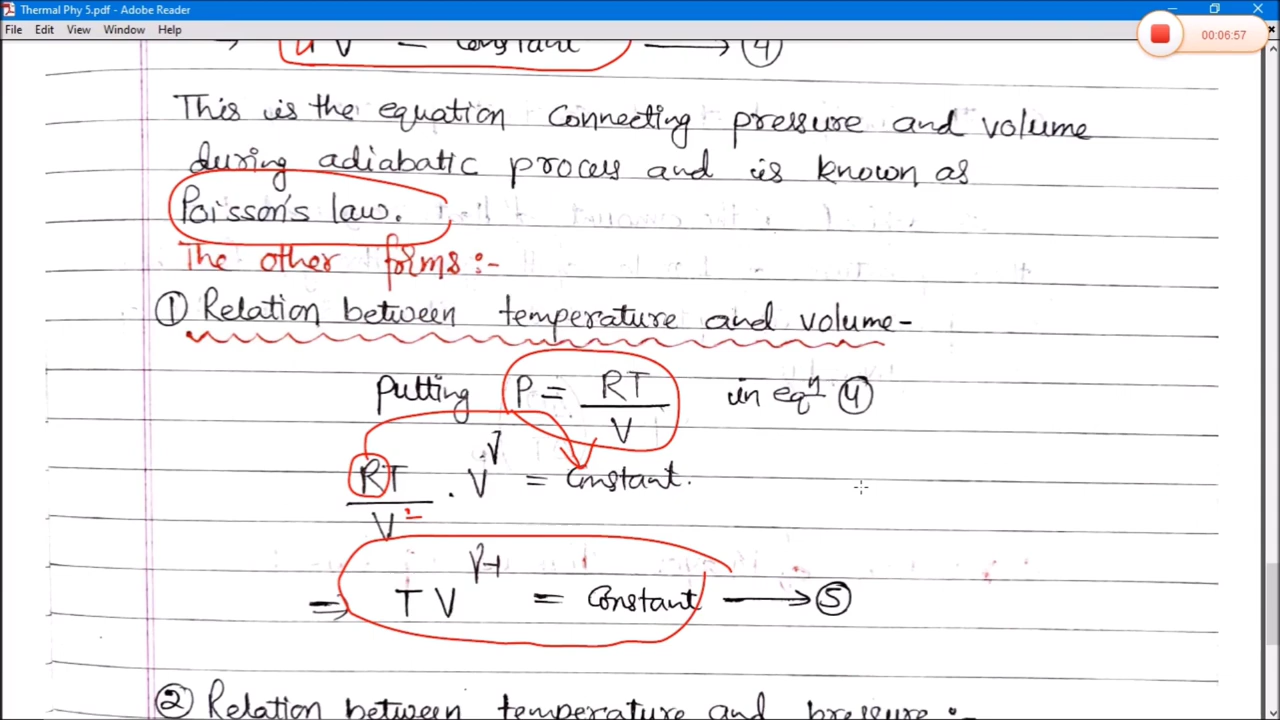 Thermal Phy 5.pdf - Adobe Reader
File Edit View Window Help
00:06:57
V = Constant → ④
This is the equation Connecting pressure and volume
during adiabatic process and is known as
Poisson's law.
The other forms :-
① Relation between temperature and volume-
putting P = RT/V in eqⁿ ④
RT/V . V^γ = Constant.
⇒ T V^γ-1 = Constant → ⑤
② Relation between temperature and pressure :-